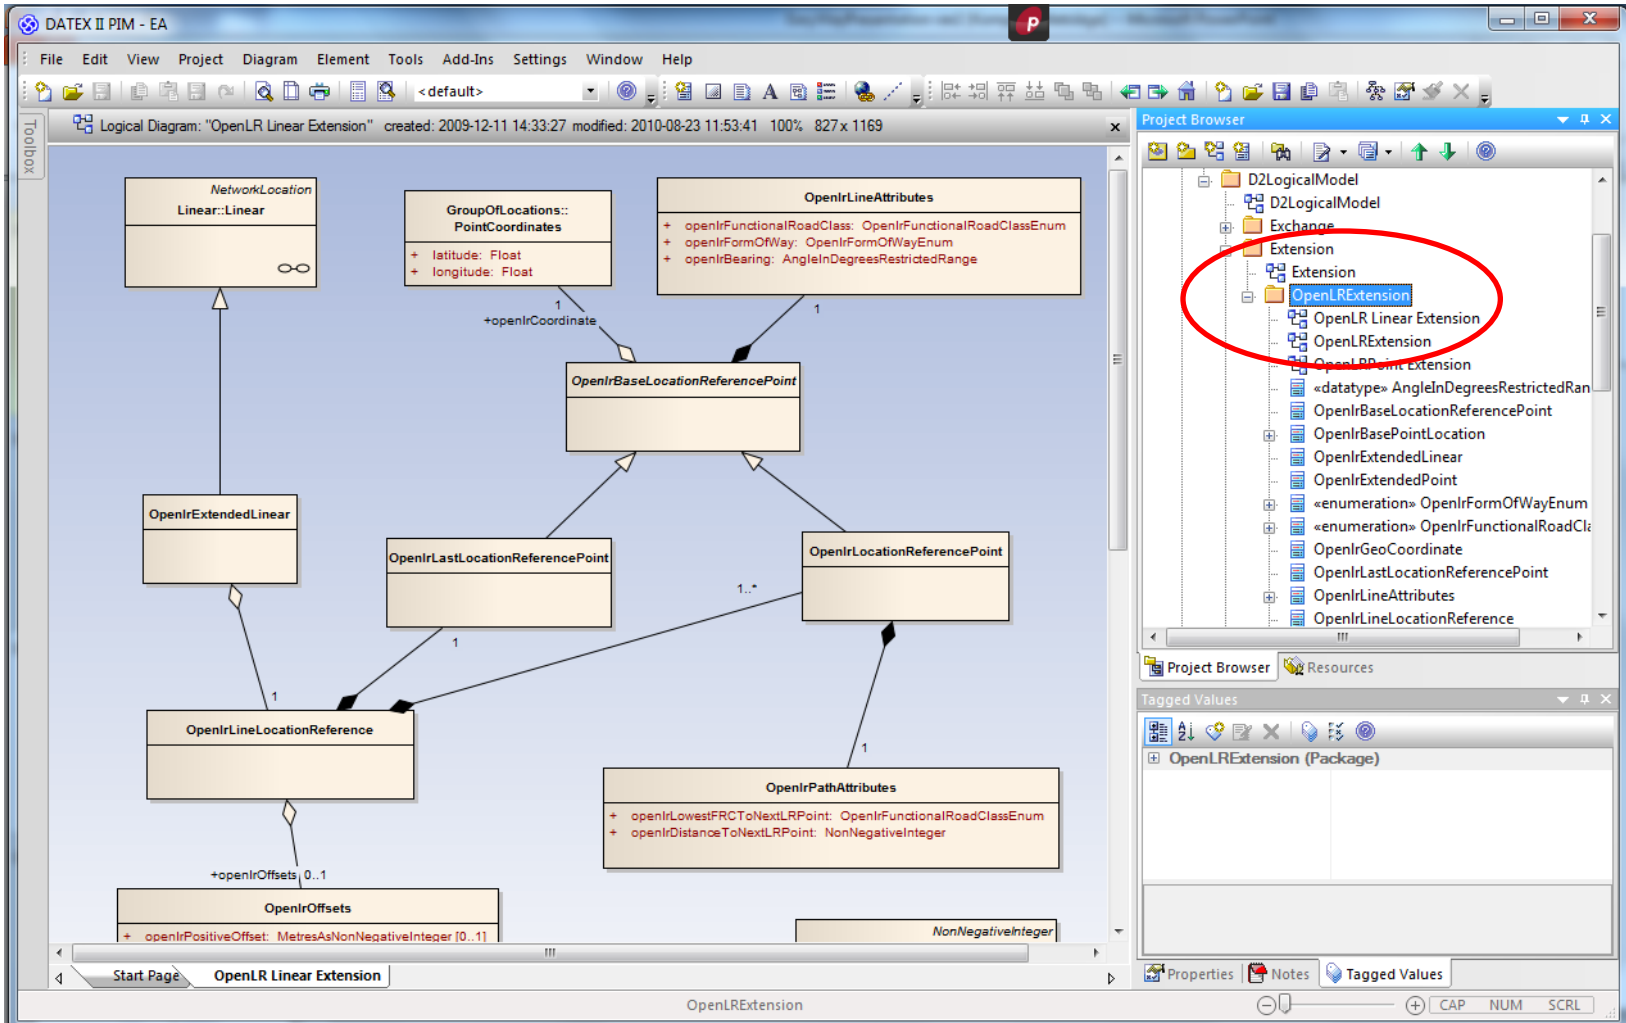 DATEX II PIM - EA
File Edit View Project Diagram Element Tools Add-Ins Settings Window Help
<default>
Toolbox
Logical Diagram: "OpenLR Linear Extension" created: 2009-12-11 14:33:27 modified: 2010-08-23 11:53:41 100% 827 x 1169
NetworkLocation
Linear::Linear
GroupOfLocations::
PointCoordinates
+ latitude: Float
+ longitude: Float
OpenlrLineAttributes
+ openlrFunctionalRoadClass: OpenlrFunctionalRoadClassEnum
+ openlrFormOfWay: OpenlrFormOfWayEnum
+ openlrBearing: AngleInDegreesRestrictedRange
1
+openlrCoordinate
1
OpenlrBaseLocationReferencePoint
OpenlrExtendedLinear
OpenlrLastLocationReferencePoint
OpenlrLocationReferencePoint
1..*
1
1
OpenlrLineLocationReference
1
OpenlrPathAttributes
+ openlrLowestFRCToNextLRPoint: OpenlrFunctionalRoadClassEnum
+ openlrDistanceToNextLRPoint: NonNegativeInteger
+openlrOffsets 0..1
OpenlrOffsets
+ openlrPositiveOffset: MetresAsNonNegativeInteger [0..1]
NonNegativeInteger
Start Page
OpenLR Linear Extension
Project Browser
D2LogicalModel
D2LogicalModel
Exchange
Extension
Extension
OpenLRExtension
OpenLR Linear Extension
OpenLRExtension
OpenLRPoint Extension
«datatype» AngleInDegreesRestrictedRan
OpenlrBaseLocationReferencePoint
OpenlrBasePointLocation
OpenlrExtendedLinear
OpenlrExtendedPoint
«enumeration» OpenlrFormOfWayEnum
«enumeration» OpenlrFunctionalRoadCla
OpenlrGeoCoordinate
OpenlrLastLocationReferencePoint
OpenlrLineAttributes
OpenlrLineLocationReference
Project Browser
Resources
Tagged Values
OpenLRExtension (Package)
Properties
Notes
Tagged Values
OpenLRExtension
CAP NUM SCRL